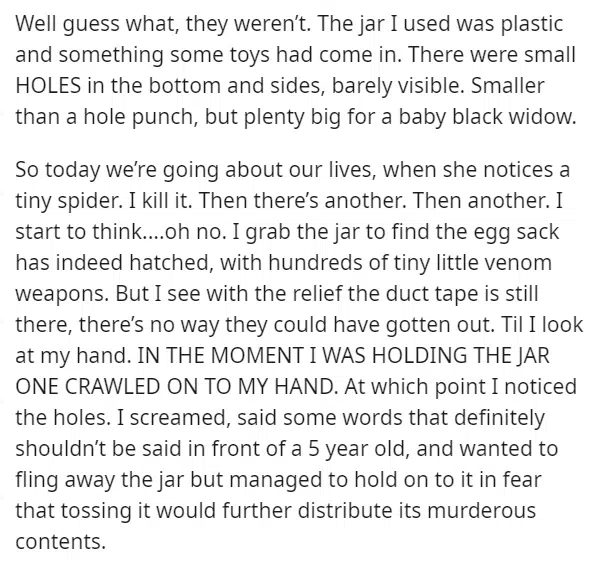 Well guess what, they weren’t. The jar I used was plastic
and something some toys had come in. There were small
HOLES in the bottom and sides, barely visible. Smaller
than a hole punch, but plenty big for a baby black widow.
So today we’re going about our lives, when she notices a
tiny spider. I kill it. Then there’s another. Then another. I
start to think....oh no. I grab the jar to find the egg sack
has indeed hatched, with hundreds of tiny little venom
weapons. But I see with the relief the duct tape is still
there, there’s no way they could have gotten out. Til I look
at my hand. IN THE MOMENT I WAS HOLDING THE JAR
ONE CRAWLED ON TO MY HAND. At which point I noticed
the holes. I screamed, said some words that definitely
shouldn’t be said in front of a 5 year old, and wanted to
fling away the jar but managed to hold on to it in fear
that tossing it would further distribute its murderous
contents.